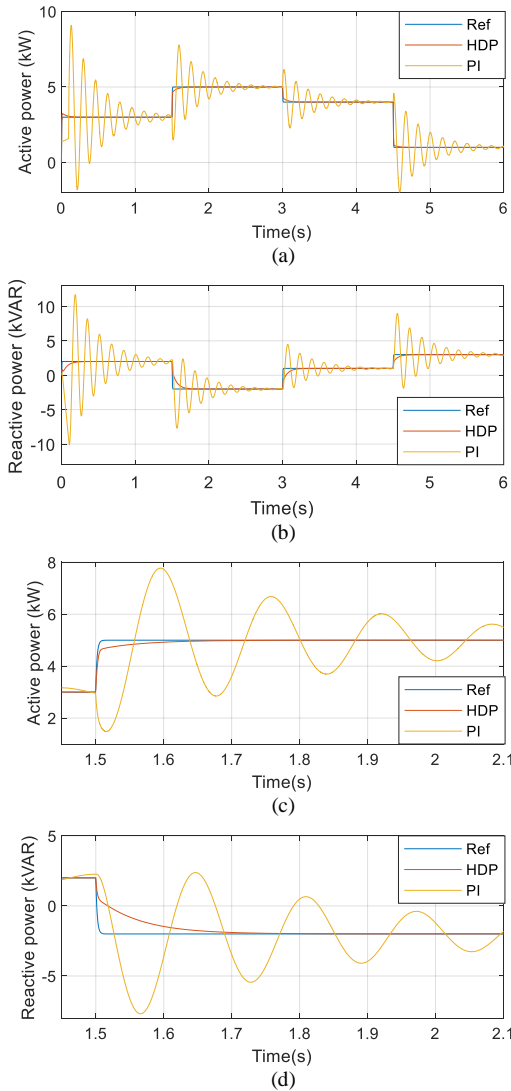 10
5
0
Active power (kW)
Ref
HDP
PI
0 1 2 3 4 5 6
Time(s)
(a)
10
5
0
-5
-10
Reactive power (kVAR)
Ref
HDP
PI
0 1 2 3 4 5 6
Time(s)
(b)
8
6
4
2
Active power (kW)
Ref
HDP
PI
1.5 1.6 1.7 1.8 1.9 2 2.1
Time(s)
(c)
5
0
-5
Reactive power (kVAR)
Ref
HDP
PI
1.5 1.6 1.7 1.8 1.9 2 2.1
Time(s)
(d)